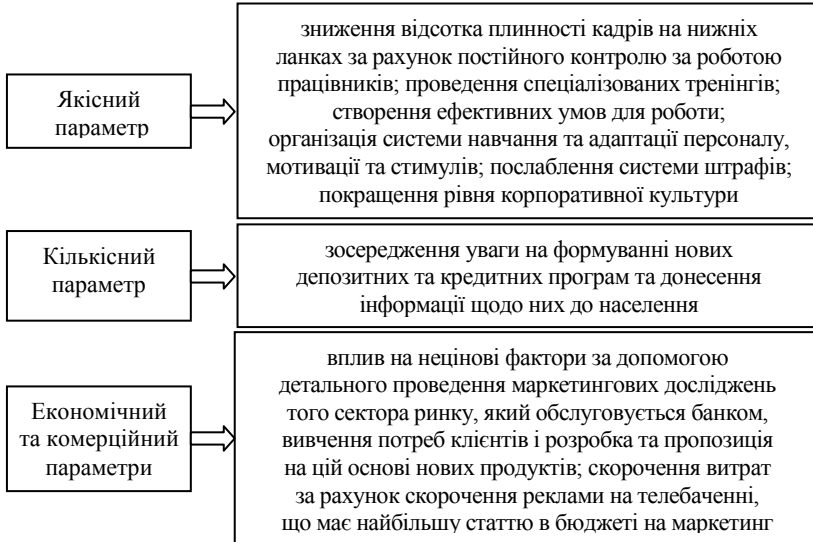 Якісний
параметр
зниження відсотка плинності кадрів на нижніх
ланках за рахунок постійного контролю за роботою
працівників; проведення спеціалізованих тренінгів;
створення ефективних умов для роботи;
організація системи навчання та адаптації персоналу,
мотивації та стимулів; послаблення системи штрафів;
покращення рівня корпоративної культури
Кількісний
параметр
зосередження уваги на формуванні нових
депозитних та кредитних програм та донесення
інформації щодо них до населення
Економічний
та комерційний
параметри
вплив на нецінові фактори за допомогою
детального проведення маркетингових досліджень
того сектора ринку, який обслуговується банком,
вивчення потреб клієнтів і розробка та пропозиція
на цій основі нових продуктів; скорочення витрат
за рахунок скорочення реклами на телебаченні,
що має найбільшу статтю в бюджеті на маркетинг